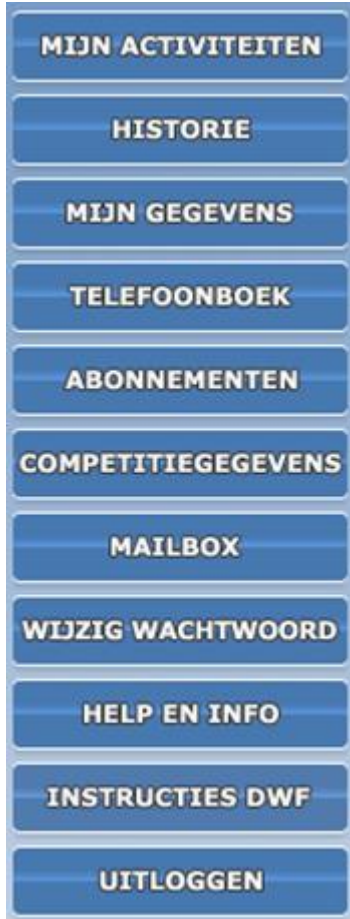 MIJN ACTIVITEITEN
HISTORIE
MIJN GEGEVENS
TELEFOONBOEK
ABONNEMENTEN
COMPETITIEGEGEVENS
MAILBOX
WIJZIG WACHTWOORD
HELP EN INFO
INSTRUCTIES DWF
UITLOGGEN